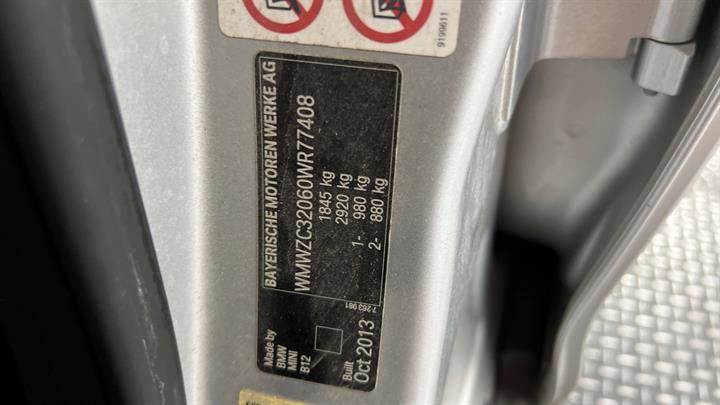 9199611
BAYERISCHE MOTOREN WERKE AG
WMWZC32060WR77408
1845 kg
2920 kg
1- 980 kg
2- 880 kg
7 263 981
Made by
BMW
MINI
B12
Built
Oct 2013